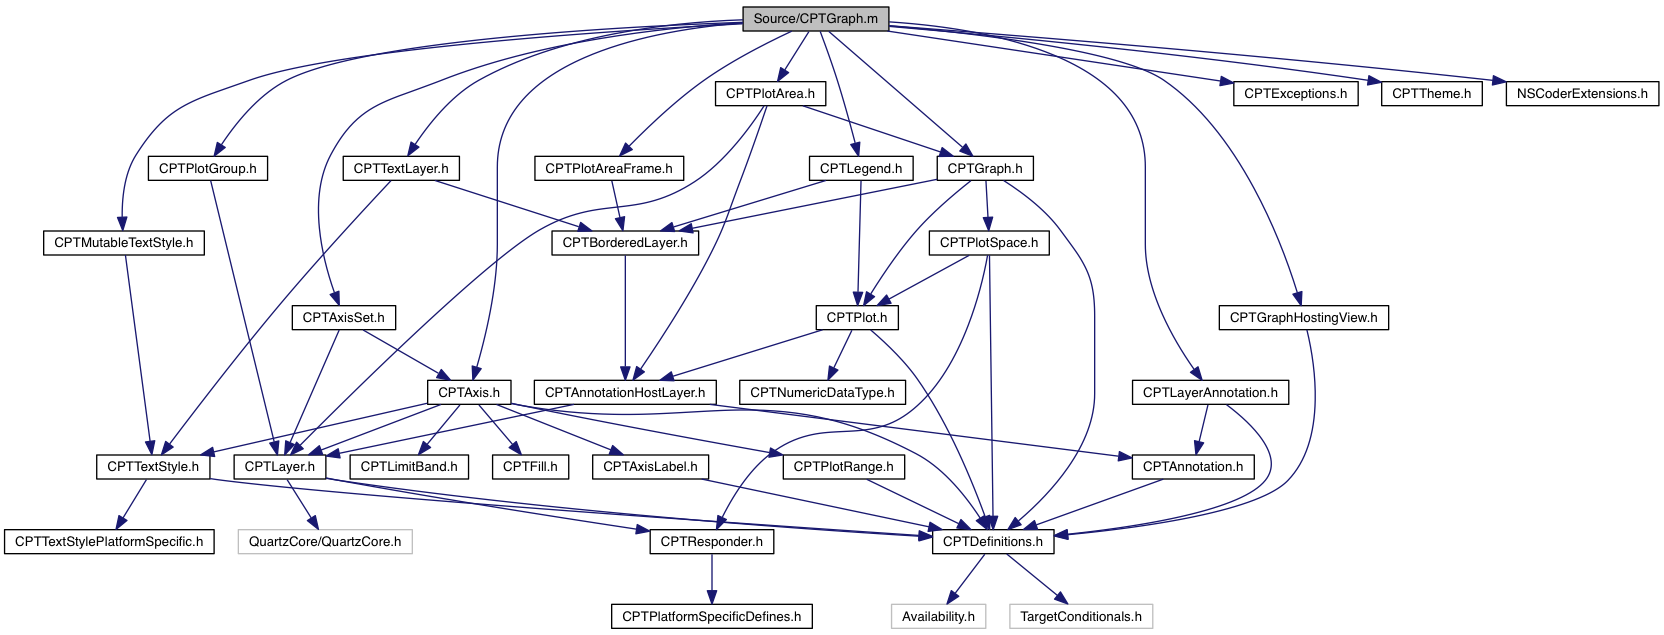 Source/CPTGraph.m
CPTPlotArea.h
CPTExceptions.h
CPTTheme.h
NSCoderExtensions.h
CPTPlotGroup.h
CPTTextLayer.h
CPTPlotAreaFrame.h
CPTLegend.h
CPTGraph.h
CPTMutableTextStyle.h
CPTBorderedLayer.h
CPTPlotSpace.h
CPTAxisSet.h
CPTPlot.h
CPTGraphHostingView.h
CPTAxis.h
CPTAnnotationHostLayer.h
CPTNumericDataType.h
CPTLayerAnnotation.h
CPTTextStyle.h
CPTLayer.h
CPTLimitBand.h
CPTFill.h
CPTAxisLabel.h
CPTPlotRange.h
CPTAnnotation.h
CPTTextStylePlatformSpecific.h
QuartzCore/QuartzCore.h
CPTResponder.h
CPTDefinitions.h
CPTPlatformSpecificDefines.h
Availability.h
TargetConditionals.h